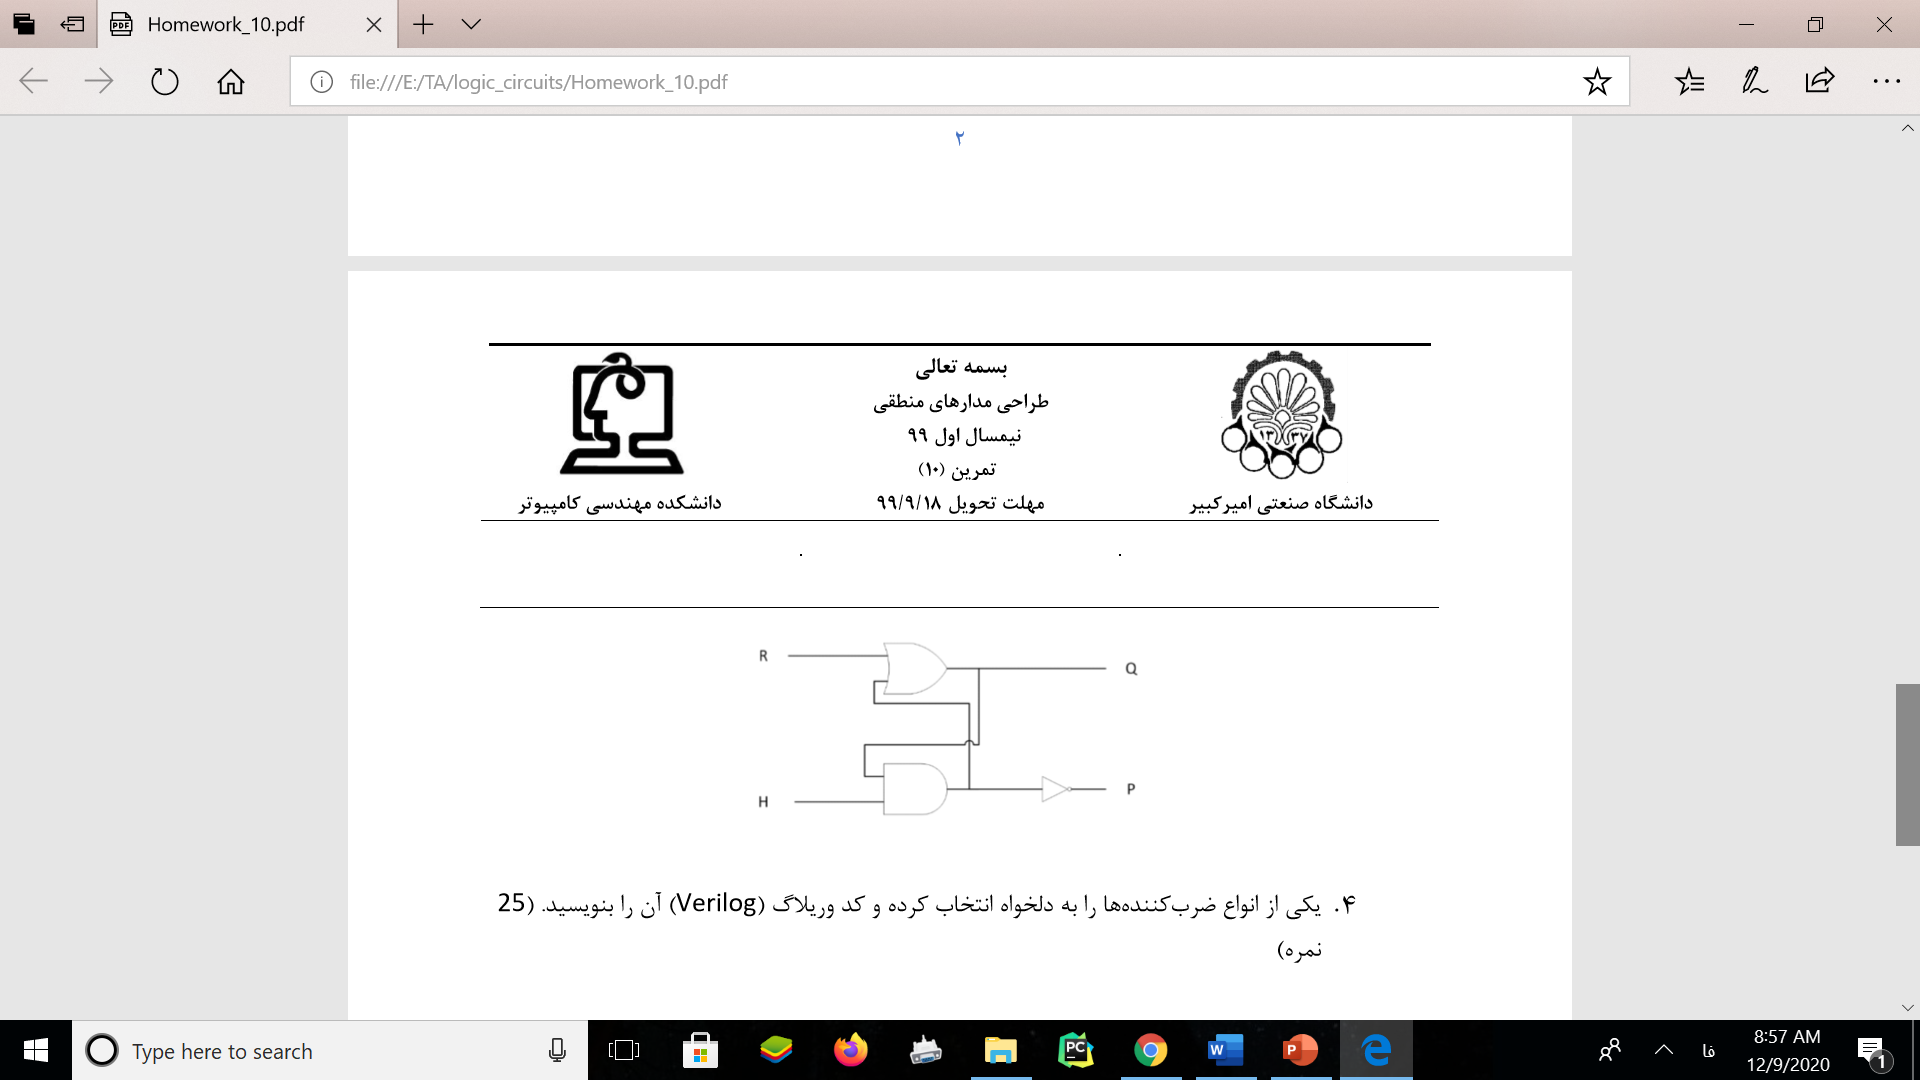 Homework_10.pdf
file:///E:/TA/logic_circuits/Homework_10.pdf
۲
بسمه تعالی
طراحی مدارهای منطقی
نیمسال اول ۹۹
تمرین (۱۰)
مهلت تحویل ۹۹/۹/۱۸
دانشگاه صنعتی امیرکبیر
دانشکده مهندسی کامپیوتر
۱۳۳۷
R
Q
H
P
۴. یکی از انواع ضرب‌کننده‌ها را به دلخواه انتخاب کرده و کد وریلاگ (Verilog) آن را بنویسید. (25
نمره)
Type here to search
PC
W
P
فا
8:57 AM
12/9/2020
1